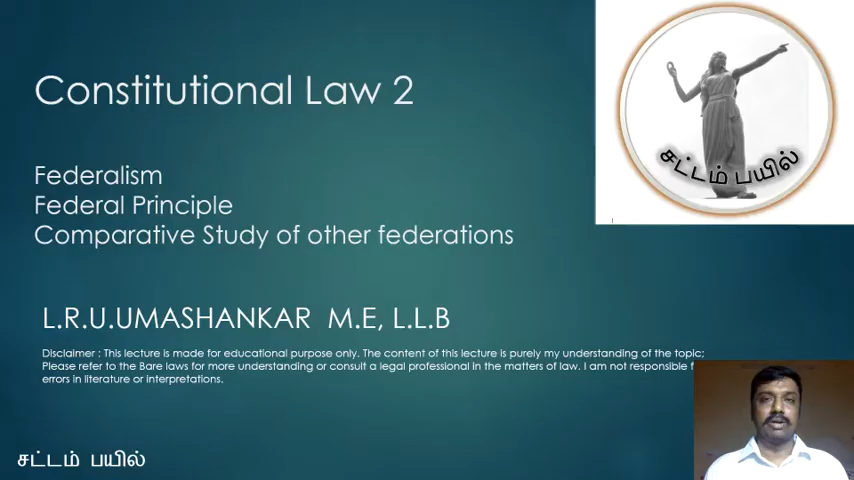 Constitutional Law 2
சட்டம் பயில்
Federalism
Federal Principle
Comparative Study of other federations
L.R.U.UMASHANKAR M.E, L.L.B
Disclaimer : This lecture is made for educational purpose only. The content of this lecture is purely my understanding of the topic;
Please refer to the Bare laws for more understanding or consult a legal professional in the matters of law. I am not responsible
errors in literature or interpretations.
சட்டம் பயில்